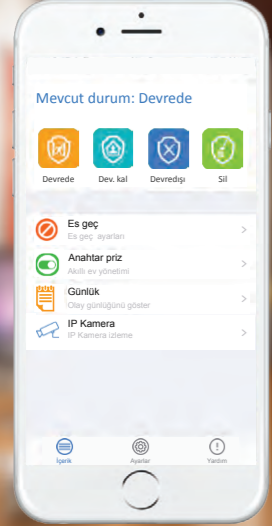 Mevcut durum: Devrede
Devrede Dev. kal Devredışı Sil
Es geç
Es geç ayarları
Anahtar priz
Akıllı ev yönetimi
Günlük
Olay günlüğünü göster
IP Kamera
IP Kamera izleme
İçerik Ayarlar Yardım